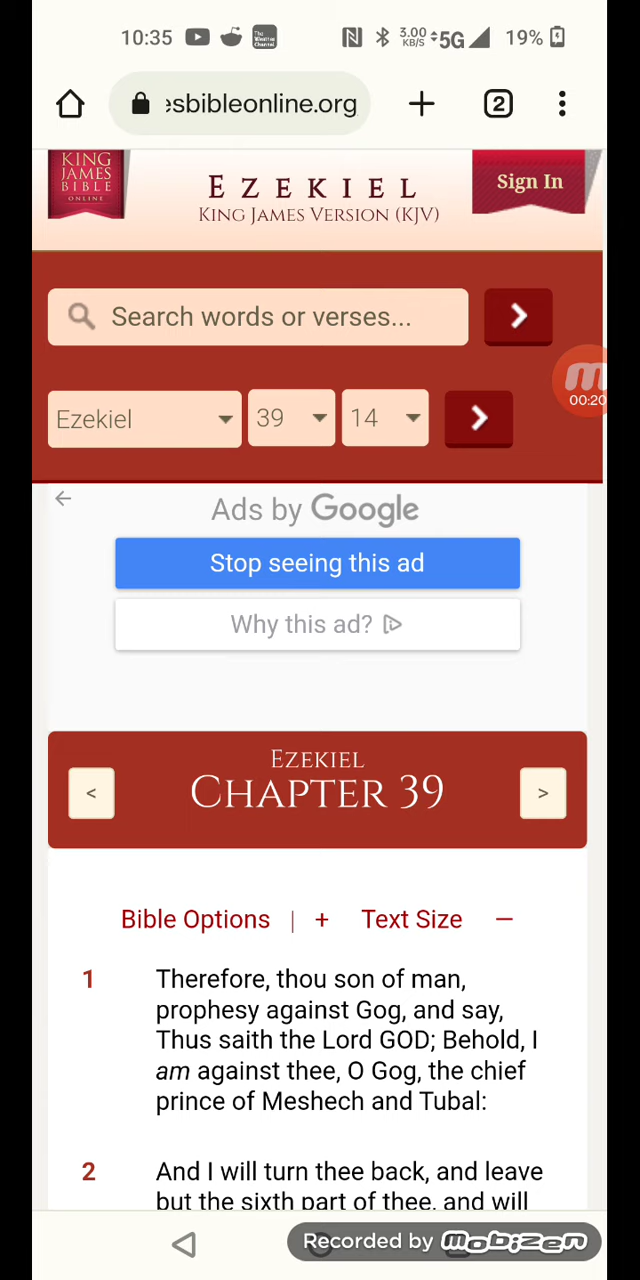 10:35
The Weather Channel
3.00 KB/S 5G 19%
esbibleonline.org
2
KING
JAMES
BIBLE
ONLINE
EZEKIEL
KING JAMES VERSION (KJV)
Sign In
Search words or verses...
00:20
Ezekiel 39 14
Ads by Google
Stop seeing this ad
Why this ad?
EZEKIEL
< CHAPTER 39 >
Bible Options | + Text Size –
1 Therefore, thou son of man,
prophesy against Gog, and say,
Thus saith the Lord GOD; Behold, I
am against thee, O Gog, the chief
prince of Meshech and Tubal:
2 And I will turn thee back, and leave
but the sixth part of thee, and will
Recorded by mobizen